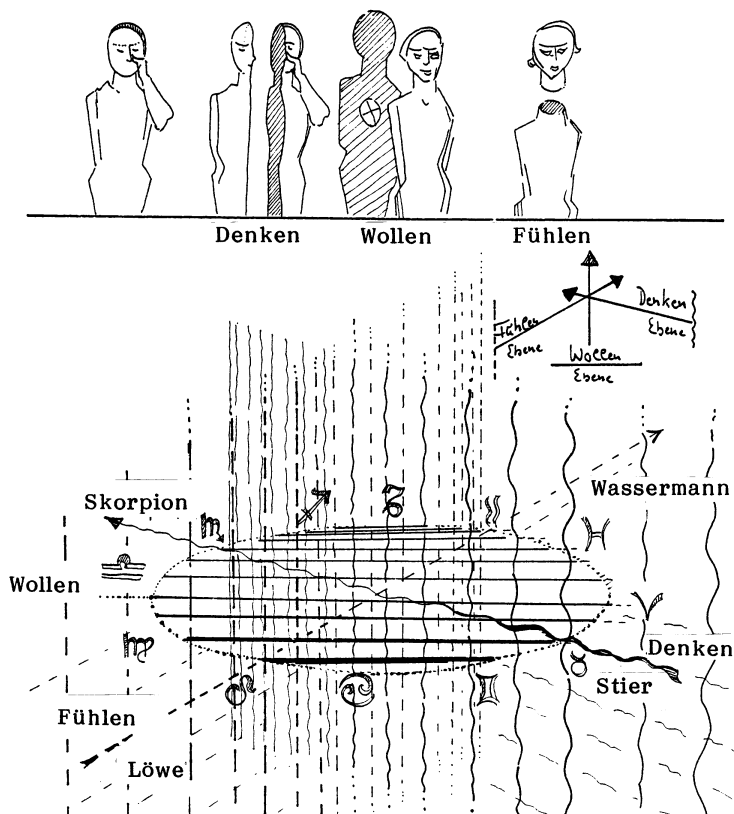 Denken Wollen Fühlen
Denken
Ebene
Fühlen
Ebene
Wollen
Ebene
Wassermann
Skorpion
♏
♐
♑
♒
♓
♎
Wollen
♈
♍
Denken
♉
Stier
♌
♋
♊
Fühlen
Löwe